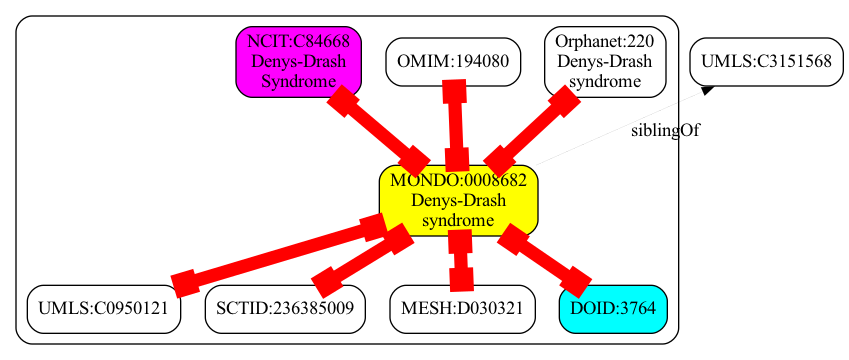 NCIT:C84668
Denys-Drash
Syndrome
OMIM:194080
Orphanet:220
Denys-Drash
syndrome
UMLS:C3151568
siblingOf
MONDO:0008682
Denys-Drash
syndrome
UMLS:C0950121
SCTID:236385009
MESH:D030321
DOID:3764